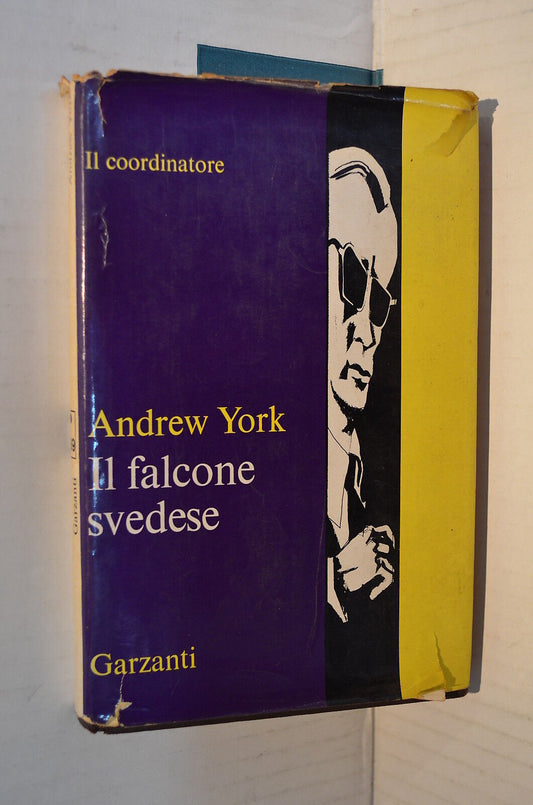 Il coordinatore
Andrew York
Il falcone
svedese
Garzanti
Garzanti